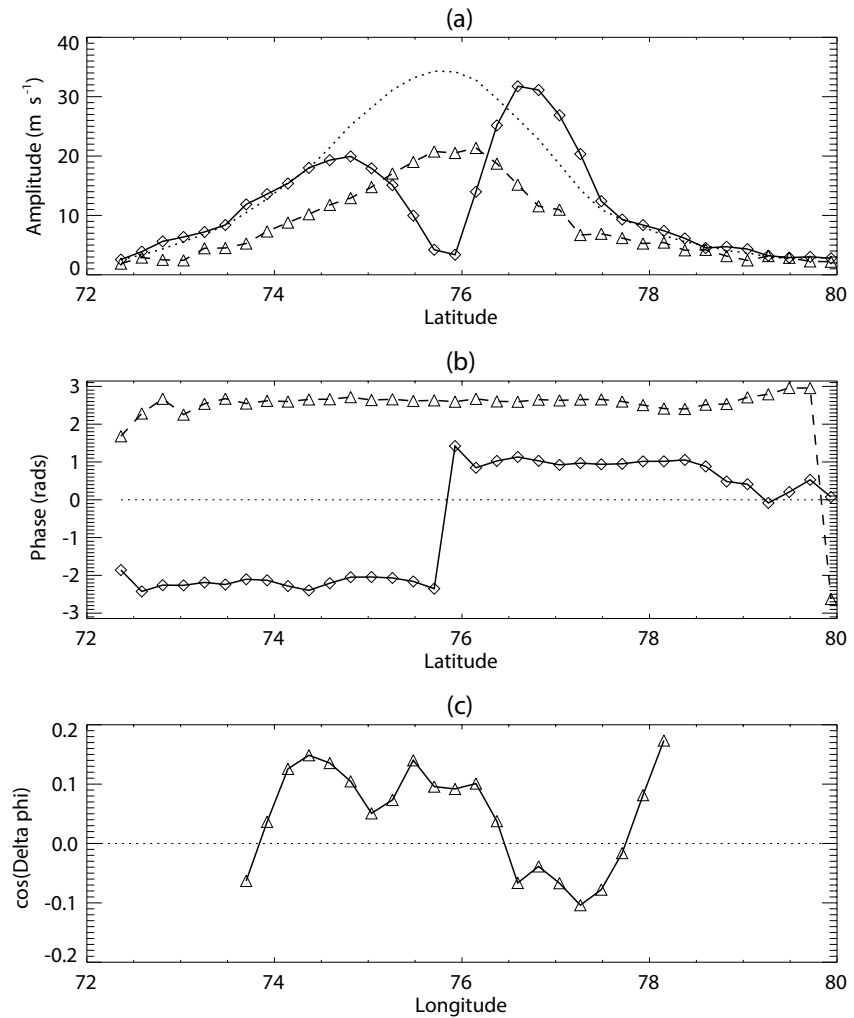 (a)
Amplitude (m s-1)
40
30
20
10
0
72 74 76 78 80
Latitude
(b)
Phase (rads)
3
2
1
0
-1
-2
-3
72 74 76 78 80
Latitude
(c)
cos(Delta phi)
0.2
0.1
0.0
-0.1
-0.2
72 74 76 78 80
Longitude